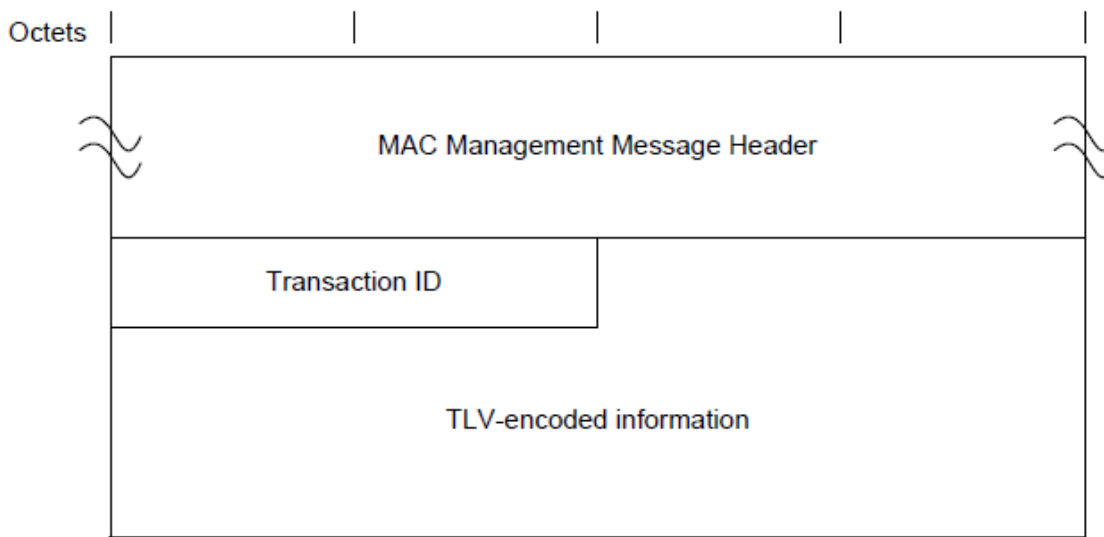 Octets
MAC Management Message Header
Transaction ID
TLV-encoded information